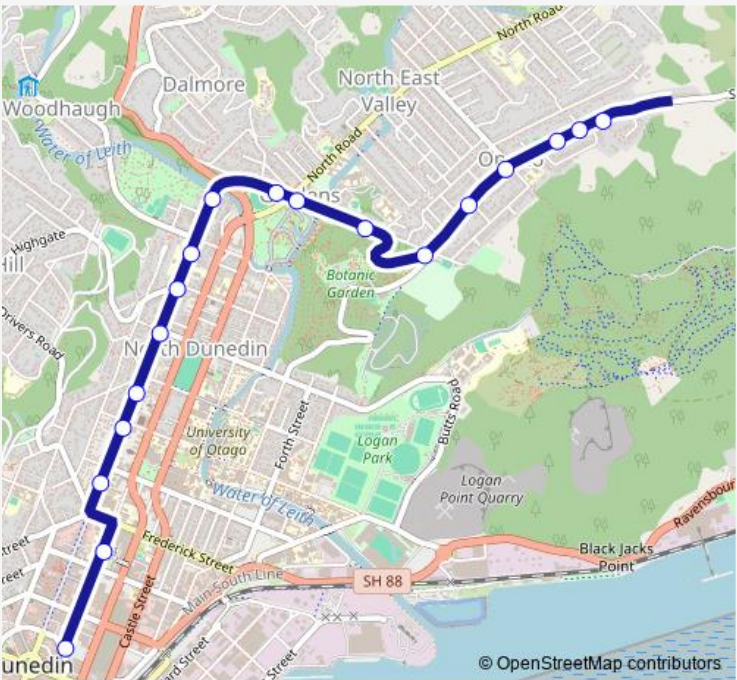 North Road
Dalmore
North East
Valley
Woodhaugh
Water of Leith
North Road
Highgate
Botanic
Garden
Drivers Road
North Dunedin
Butts Road
Forth Street
University
of Otago
Logan
Park
Logan
Point Quarry
Water of Leith
Ravensbour
Frederick Street
Black Jacks
Point
Main South Line
SH 88
Castle Street
Street
unedin
© OpenStreetMap contributors